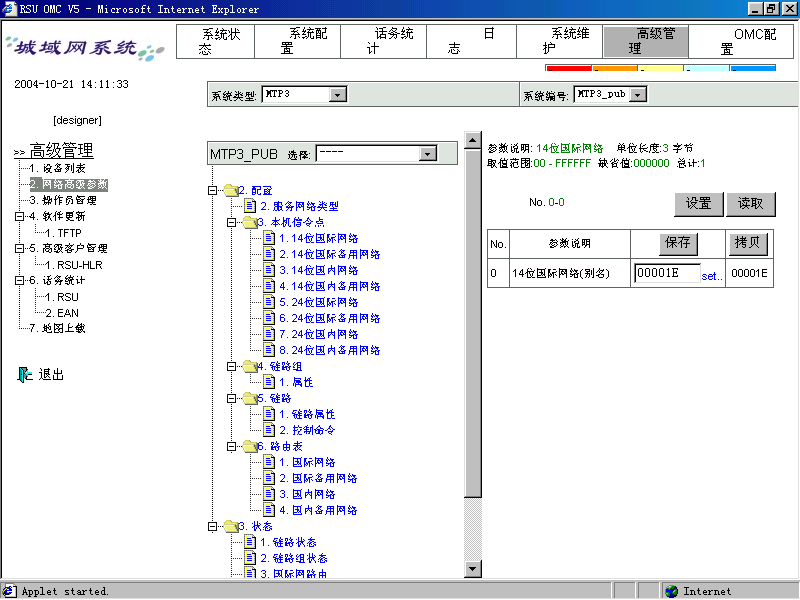 RSU OMC V5 - Microsoft Internet Explorer
城域网系统
系统状态
系统配置
话务统计
日志
系统维护
高级管理
OMC配置
2004-10-21 14:11:33
系统类型: MTP3
系统编号: MTP3_pub
[designer]
>> 高级管理
1. 设备列表
2. 网络高级参数
3. 操作员管理
4. 软件更新
1. TFTP
5. 高级客户管理
1. RSU-HLR
6. 话务统计
1. RSU
2. EAN
7. 地图上载
退出
MTP3_PUB 选择: ----
2. 配置
2. 服务网络类型
3. 本机信令点
1. 14位国际网络
2. 14位国际备用网络
3. 14位国内网络
4. 14位国内备用网络
5. 24位国际网络
6. 24位国际备用网络
7. 24位国内网络
8. 24位国内备用网络
4. 链路组
1. 属性
5. 链路
1. 链路属性
2. 控制命令
6. 路由表
1. 国际网络
2. 国际备用网络
3. 国内网络
4. 国内备用网络
3. 状态
1. 链路状态
2. 链路组状态
3. 国际网路由
参数说明: 14位国际网络 单位长度:3 字节
取值范围:00 - FFFFFF 缺省值:000000 总计:1
No. 0-0
设置 读取
No. 参数说明 保存 拷贝
0 14位国际网络(别名) 00001E set.. 00001E
Applet started.
Internet